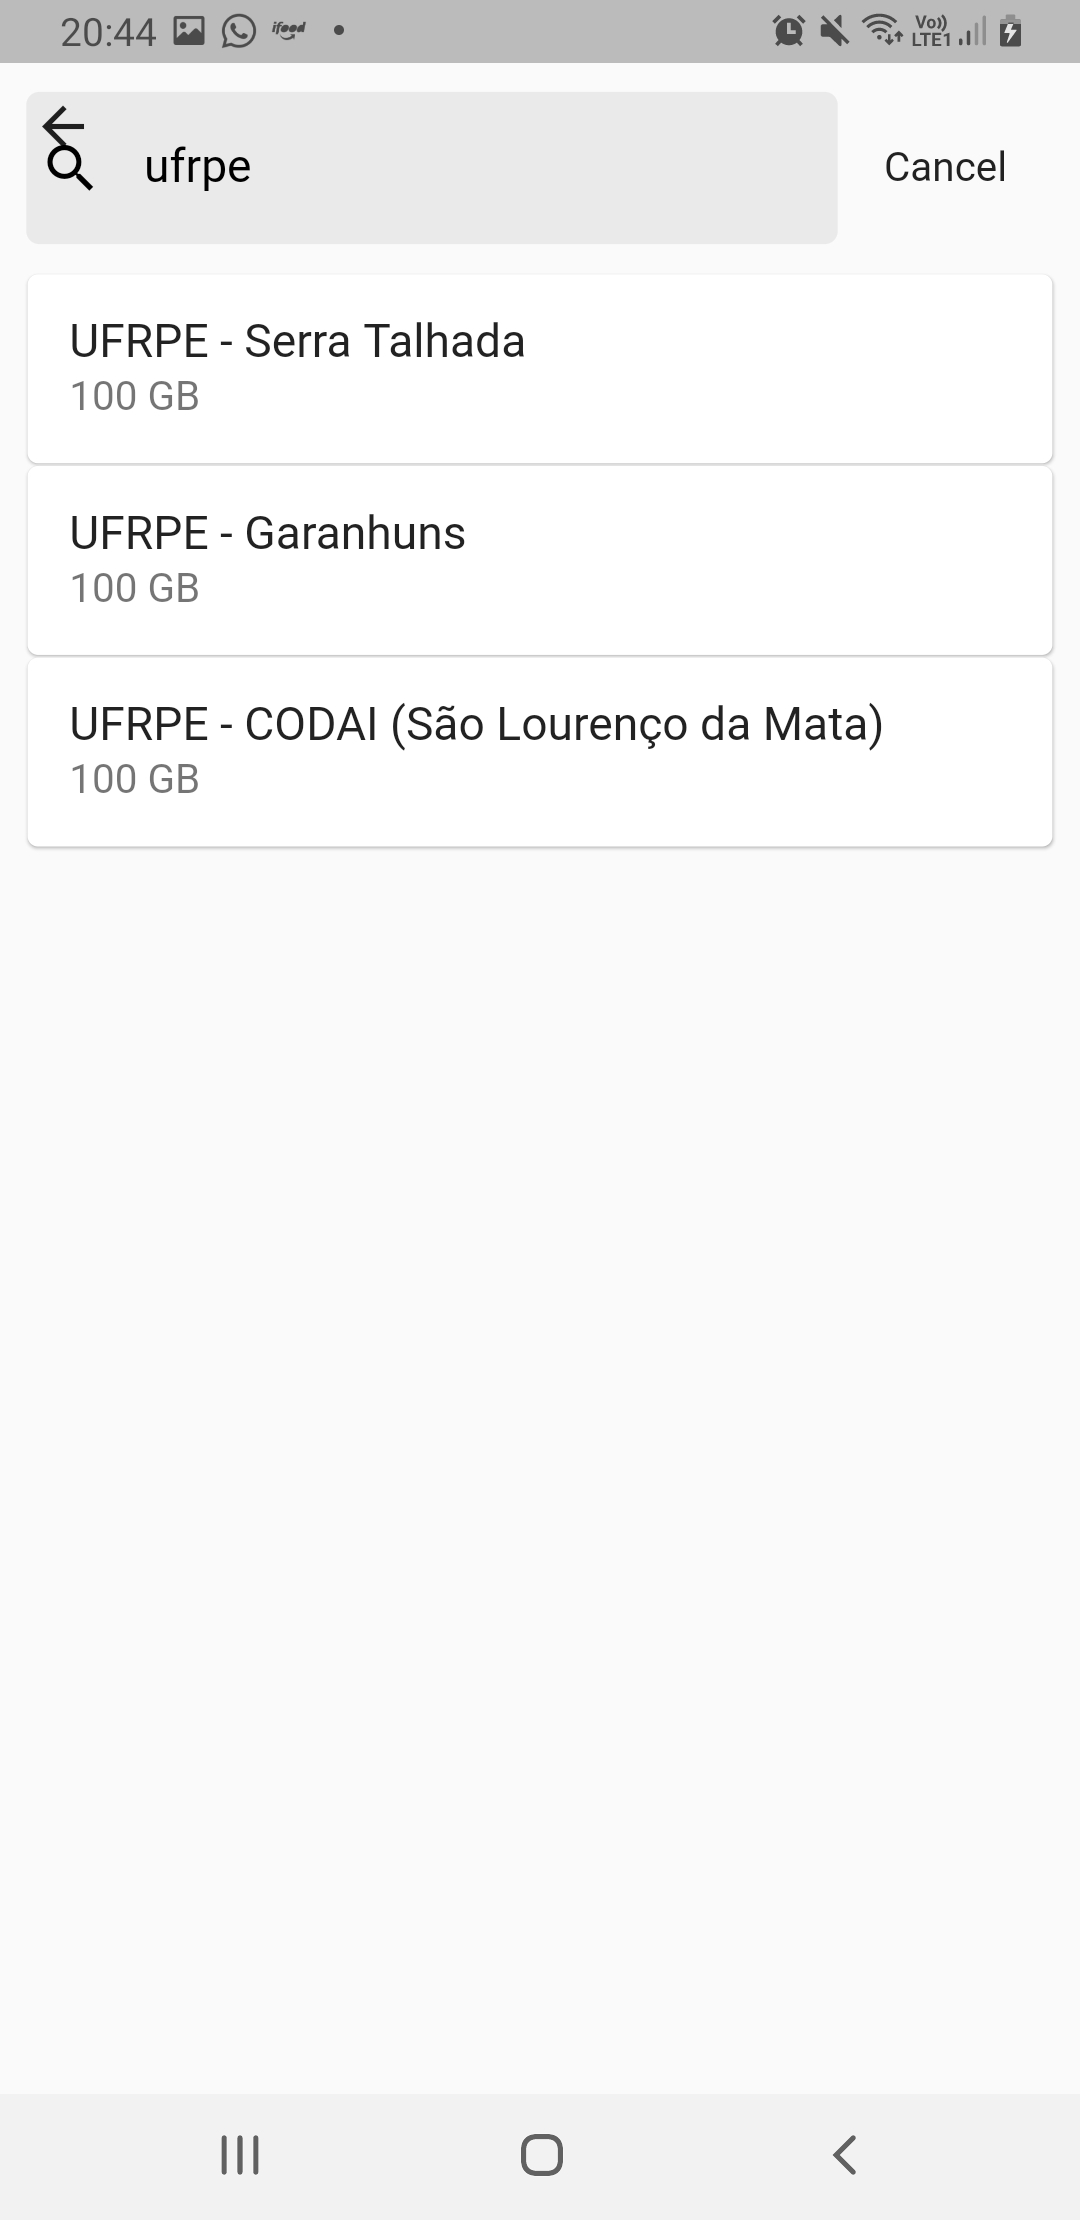 20:44 ifood Vo)) LTE1
ufrpe
Cancel
UFRPE - Serra Talhada
100 GB
UFRPE - Garanhuns
100 GB
UFRPE - CODAI (São Lourenço da Mata)
100 GB